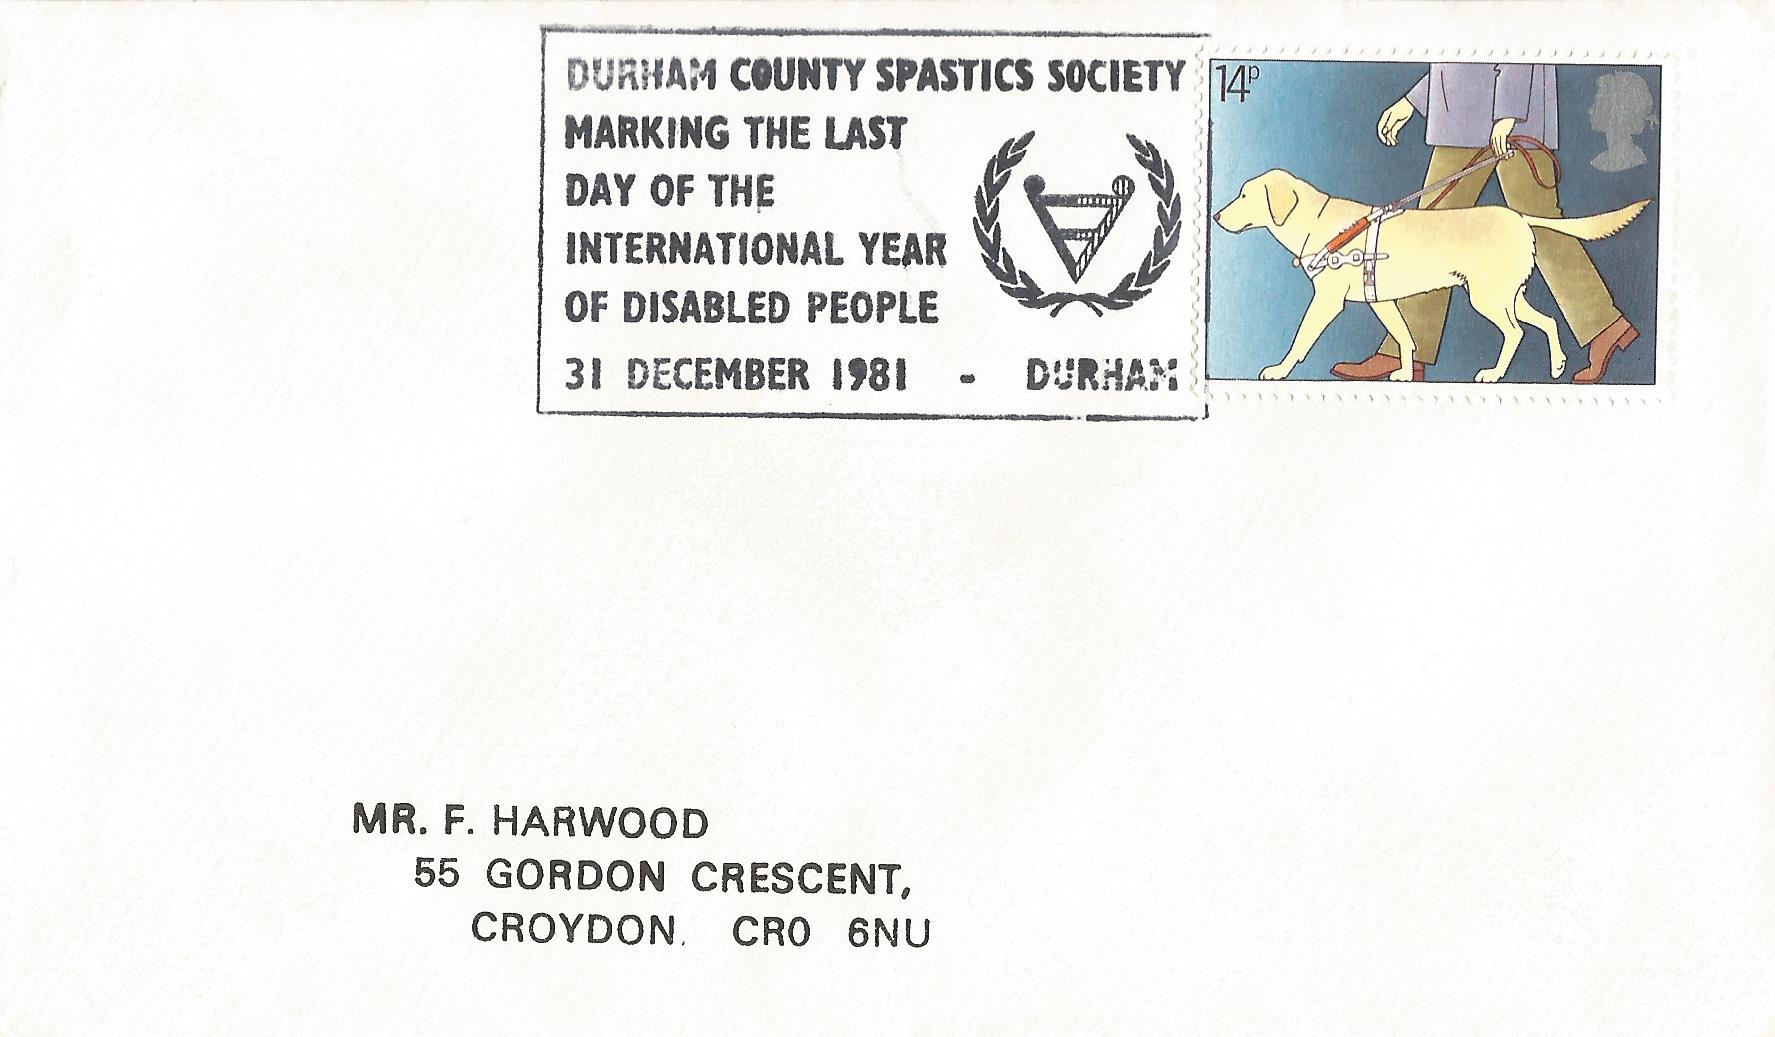 DURHAM COUNTY SPASTICS SOCIETY
MARKING THE LAST
DAY OF THE
INTERNATIONAL YEAR
OF DISABLED PEOPLE
31 DECEMBER 1981 - DURHAM
14P
MR. F. HARWOOD
55 GORDON CRESCENT,
CROYDON. CR0 6NU